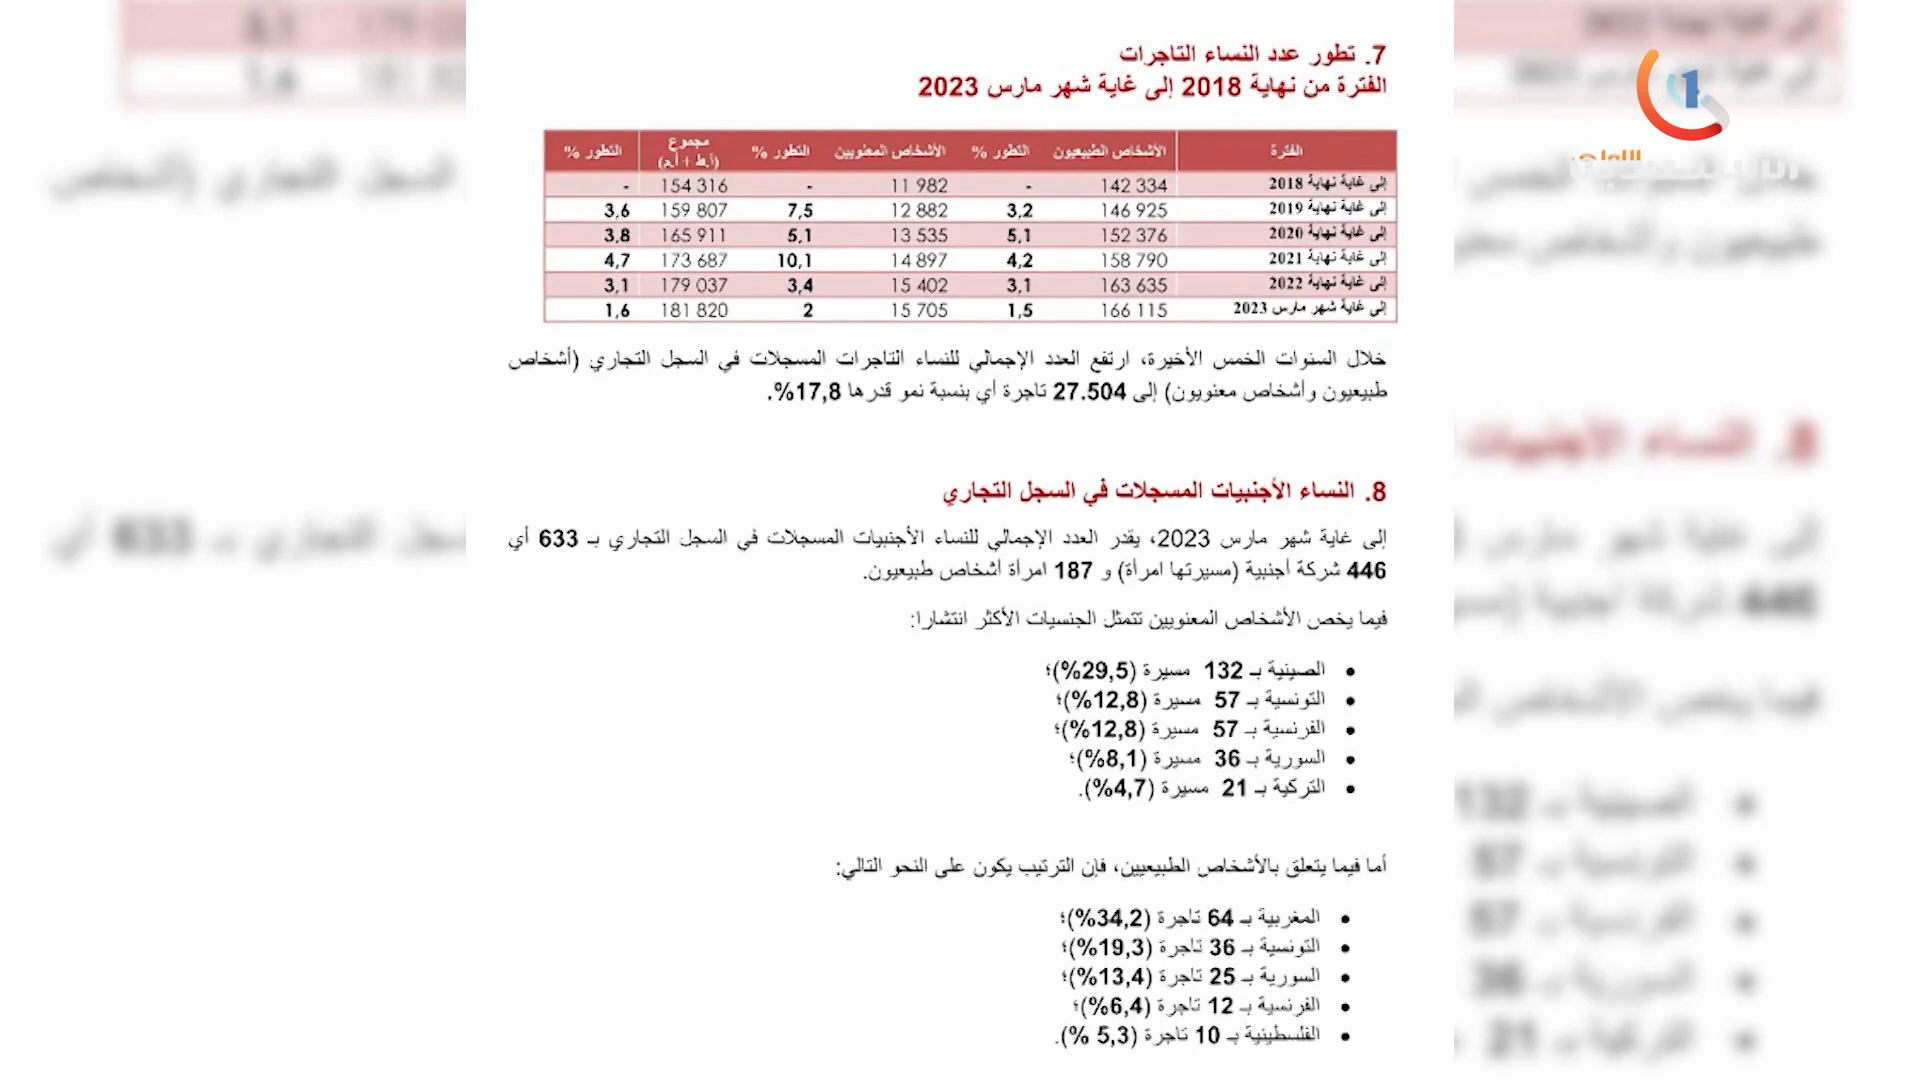 7. تطور عدد النساء التاجرات
الفترة من نهاية 2018 إلى غاية شهر مارس 2023
الفترة الأشخاص الطبيعيون التطور % الأشخاص المعنويين التطور % مجموع (أ.ط + أ.م) التطور %
إلى غاية نهاية 2018 142 334 - 11 982 - 154 316 -
إلى غاية نهاية 2019 146 925 3,2 12 882 7,5 159 807 3,6
إلى غاية نهاية 2020 152 376 5,1 13 535 5,1 165 911 3,8
إلى غاية نهاية 2021 158 790 4,2 14 897 10,1 173 687 4,7
إلى غاية نهاية 2022 163 635 3,1 15 402 3,4 179 037 3,1
إلى غاية شهر مارس 2023 166 115 1,5 15 705 2 181 820 1,6
خلال السنوات الخمس الأخيرة، ارتفع العدد الإجمالي للنساء التاجرات المسجلات في السجل التجاري (أشخاص
طبيعيون وأشخاص معنويون) إلى 27.504 تاجرة أي بنسبة نمو قدرها 17,8%.
8. النساء الأجنبيات المسجلات في السجل التجاري
إلى غاية شهر مارس 2023، يقدر العدد الإجمالي للنساء الأجنبيات المسجلات في السجل التجاري بـ 633 أي
446 شركة أجنبية (مسيرتها امرأة) و 187 امرأة أشخاص طبيعيون.
فيما يخص الأشخاص المعنويين تتمثل الجنسيات الأكثر انتشارا:
• الصينية بـ 132 مسيرة (29,5%)؛
• التونسية بـ 57 مسيرة (12,8%)؛
• الفرنسية بـ 57 مسيرة (12,8%)؛
• السورية بـ 36 مسيرة (8,1%)؛
• التركية بـ 21 مسيرة (4,7%).
أما فيما يتعلق بالأشخاص الطبيعيين، فإن الترتيب يكون على النحو التالي:
• المغربية بـ 64 تاجرة (34,2%)؛
• التونسية بـ 36 تاجرة (19,3%)؛
• السورية بـ 25 تاجرة (13,4%)؛
• الفرنسية بـ 12 تاجرة (6,4%)؛
• الفلسطينية بـ 10 تاجرة (5,3 %).